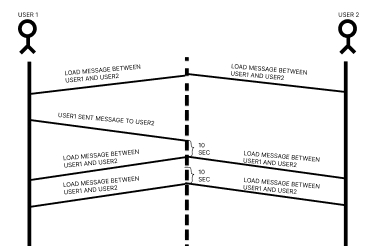 USER 1
USER 2
LOAD MESSAGE BETWEEN
USER1 AND USER2
LOAD MESSAGE BETWEEN
USER1 AND USER2
USER1 SENT MESSAGE TO USER2
10
SEC
LOAD MESSAGE BETWEEN
USER1 AND USER2
LOAD MESSAGE BETWEEN
USER1 AND USER2
10
SEC
LOAD MESSAGE BETWEEN
USER1 AND USER2
LOAD MESSAGE BETWEEN
USER1 AND USER2